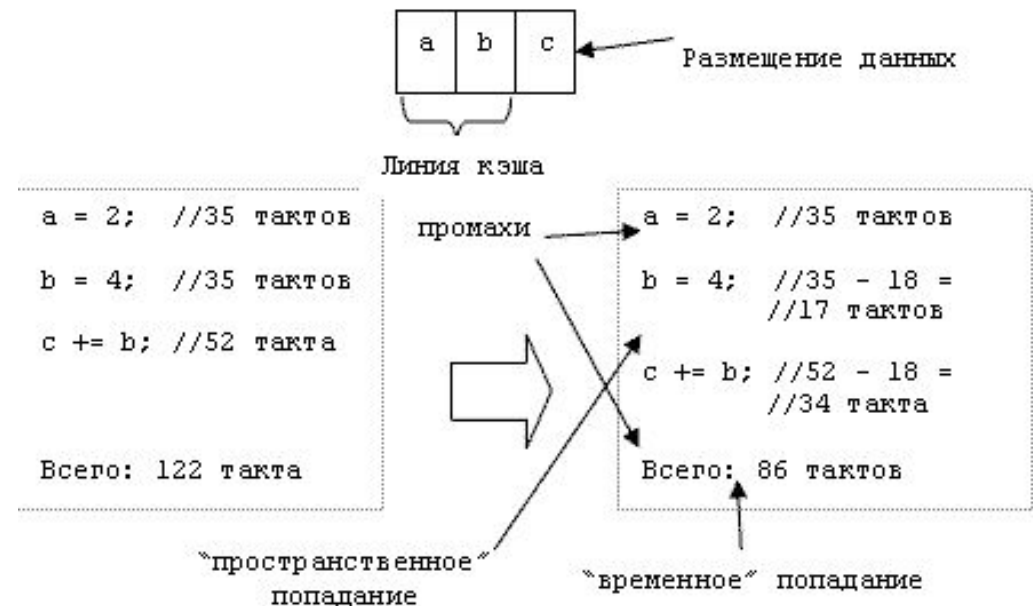 a b c
Размещение данных
Линия кэша
a = 2; //35 тактов
b = 4; //35 тактов
c += b; //52 такта
Всего: 122 такта
промахи
a = 2; //35 тактов
b = 4; //35 - 18 =
//17 тактов
c += b; //52 - 18 =
//34 такта
Всего: 86 тактов
"пространственное"
попадание
"временное" попадание